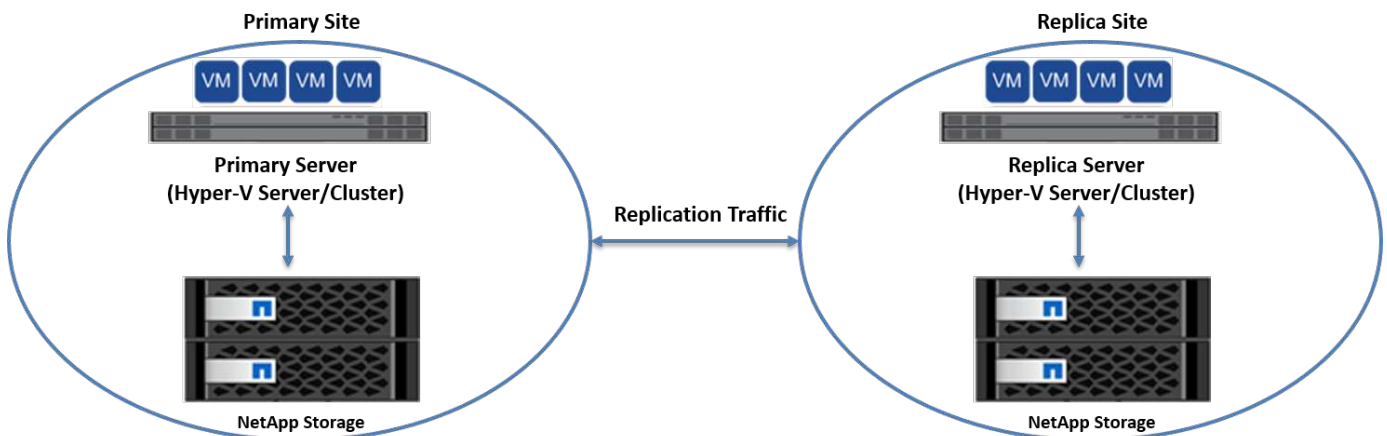 Primary Site
VM VM VM VM
Primary Server
(Hyper-V Server/Cluster)
NetApp Storage
Replication Traffic
Replica Site
VM VM VM VM
Replica Server
(Hyper-V Server/Cluster)
NetApp Storage